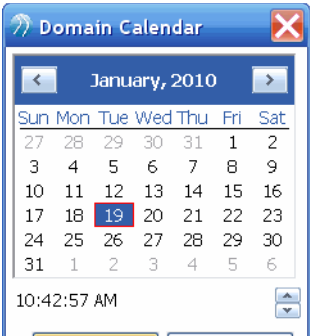 Domain Calendar
January, 2010
Sun Mon Tue Wed Thu Fri Sat
27 28 29 30 31 1 2
3 4 5 6 7 8 9
10 11 12 13 14 15 16
17 18 19 20 21 22 23
24 25 26 27 28 29 30
31 1 2 3 4 5 6
10:42:57 AM